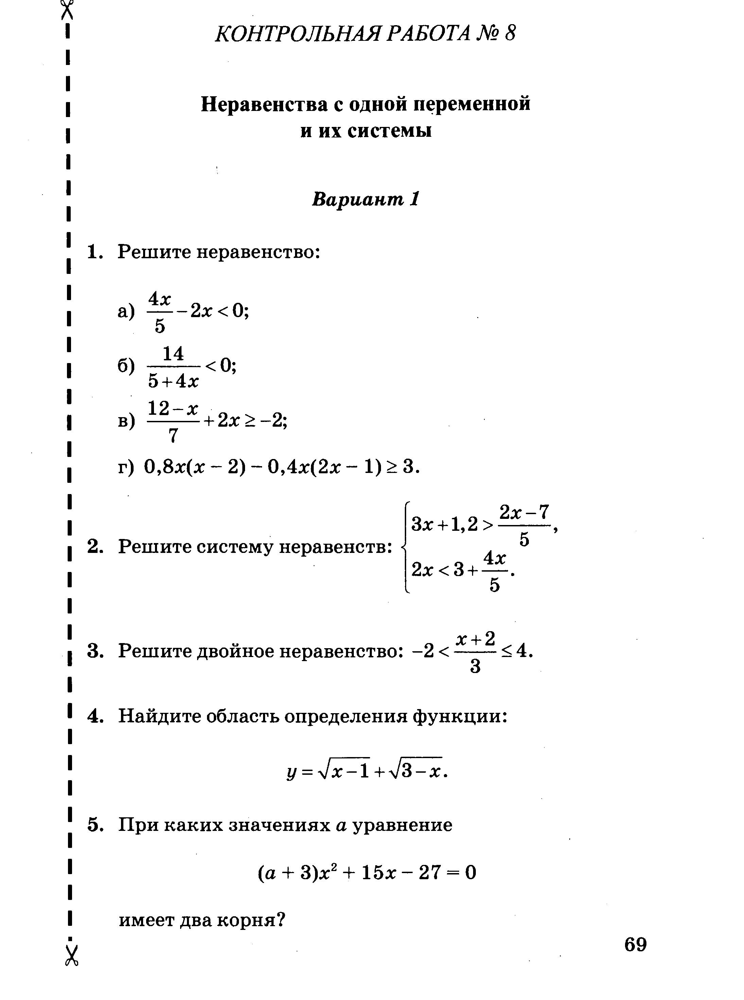 КОНТРОЛЬНАЯ РАБОТА № 8
Неравенства с одной переменной
и их системы
Вариант 1
1. Решите неравенство:
а) 4x/5 − 2x < 0;
б) 14/(5 + 4x) < 0;
в) (12 − x)/7 + 2x ≥ −2;
г) 0,8x(x − 2) − 0,4x(2x − 1) ≥ 3.
2. Решите систему неравенств: { 3x + 1,2 > (2x − 7)/5,
2x < 3 + 4x/5.
3. Решите двойное неравенство: −2 < (x + 2)/3 ≤ 4.
4. Найдите область определения функции:
y = √(x − 1) + √(3 − x).
5. При каких значениях a уравнение
(a + 3)x² + 15x − 27 = 0
имеет два корня?
69